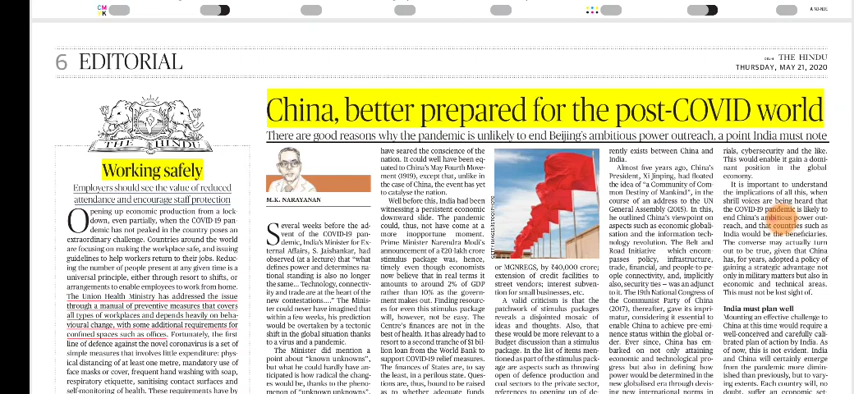 6 EDITORIAL
THE HINDU
THURSDAY, MAY 21, 2020
THE HINDU
Working safely
Employers should see the value of reduced
attendance and encourage staff protection
Opening up economic production from a lock-
down, even partially, when the COVID-19 pan-
demic has not peaked in the country poses an
extraordinary challenge. Countries around the world
are focusing on making the workplace safe, and issuing
guidelines to help workers return to their jobs. Reduc-
ing the number of people present at any given time is a
universal principle, either through resort to shifts, or
arrangements to enable employees to work from home.
The Union Health Ministry has addressed the issue
through a manual of preventive measures that covers
all types of workplaces and depends heavily on beha-
vioural change, with some additional requirements for
confined spaces such as offices. Fortunately, the first
line of defence against the novel coronavirus is a set of
simple measures that involves little expenditure: phys-
ical distancing of at least one metre, mandatory use of
face masks or cover, frequent hand washing with soap,
respiratory etiquette, sanitising contact surfaces and
self-monitoring of health. These requirements have by
China, better prepared for the post-COVID world
There are good reasons why the pandemic is unlikely to end Beijing's ambitious power outreach, a point India must note
M.K. NARAYANAN
Several weeks before the ad-
vent of the COVID-19 pan-
demic, India's Minister for Ex-
ternal Affairs, S. Jaishankar, had
observed (at a lecture) that "what
defines power and determines na-
tional standing is also no longer
the same... Technology, connectiv-
ity and trade are at the heart of the
new contestations...." The Minis-
ter could never have imagined that
within a few weeks, his prediction
would be overtaken by a tectonic
shift in the global situation thanks
to a virus and a pandemic.
The Minister did mention a
point about "known unknowns",
but what he could hardly have an-
ticipated is how radical the chang-
es would be, thanks to the pheno-
menon of "unknown unknowns".
have seared the conscience of the
nation. It could well have been eq-
uated to China's May Fourth Move-
ment (1919), except that, unlike in
the case of China, the event has yet
to catalyse the nation.
Well before this, India had been
witnessing a persistent economic
downward slide. The pandemic
could, thus, not have come at a
more inopportune moment.
Prime Minister Narendra Modi's
announcement of a ₹20-lakh crore
stimulus package was, hence,
timely even though economists
now believe that in real terms it
amounts to around 2% of GDP
rather than 10% as the govern-
ment makes out. Finding resourc-
es for even this stimulus package
will, however, not be easy. The
Centre's finances are not in the
best of health. It has already had to
resort to a second tranche of $1 bil-
lion loan from the World Bank to
support COVID-19 relief measures.
The finances of States are, to say
the least, in a perilous state. Ques-
tions are, thus, bound to be raised
as to whether adequate funds
or MGNREGS, by ₹40,000 crore;
extension of credit facilities to
street vendors; interest subven-
tion for small businesses, etc.
A valid criticism is that the
patchwork of stimulus packages
reveals a disjointed mosaic of
ideas and thoughts. Also, that
these would be more relevant to a
Budget discussion than a stimulus
package. In the list of items men-
tioned as part of the stimulus pack-
age are aspects such as throwing
open of defence production and
coal sectors to the private sector,
references to opening up of de-
rently exists between China and
India.
Almost five years ago, China's
President, Xi Jinping, had floated
the idea of "a Community of Com-
mon Destiny of Mankind", in the
course of an address to the UN
General Assembly (2015). In this,
he outlined China's viewpoint on
aspects such as economic globali-
sation and the information tech-
nology revolution. The Belt and
Road Initiative which encom-
passes policy, infrastructure,
trade, financial, and people-to-pe-
ople connectivity, and, implicitly
also, security ties — was an adjunct
to it. The 19th National Congress of
the Communist Party of China
(2017), thereafter, gave its impri-
matur, considering it essential to
enable China to achieve pre-emi-
nence status within the global or-
der. Ever since, China has em-
barked on not only attaining
economic and technological pro-
gress but also in defining how
power would be determined in the
new globalised era through devis-
ing new international norms in
rials, cybersecurity and the like.
This would enable it gain a domi-
nant position in the global
economy.
It is important to understand
the implications of all this, when
shrill voices are being heard that
the COVID-19 pandemic is likely to
end China's ambitious power out-
reach, and that countries such as
India would be the beneficiaries.
The converse may actually turn
out to be true, given that China
has, for years, adopted a policy of
gaining a strategic advantage not
only in military matters but also in
economic and technical areas.
This must not be lost sight of.
India must plan well
Mounting an effective challenge to
China at this time would require a
well-conceived and carefully cali-
brated plan of action by India. As
of now, this is not evident. India
and China will certainly emerge
from the pandemic more dimi-
nished than previously, but to vary-
ing extents. Each country will, no
doubt, suffer an economic set-